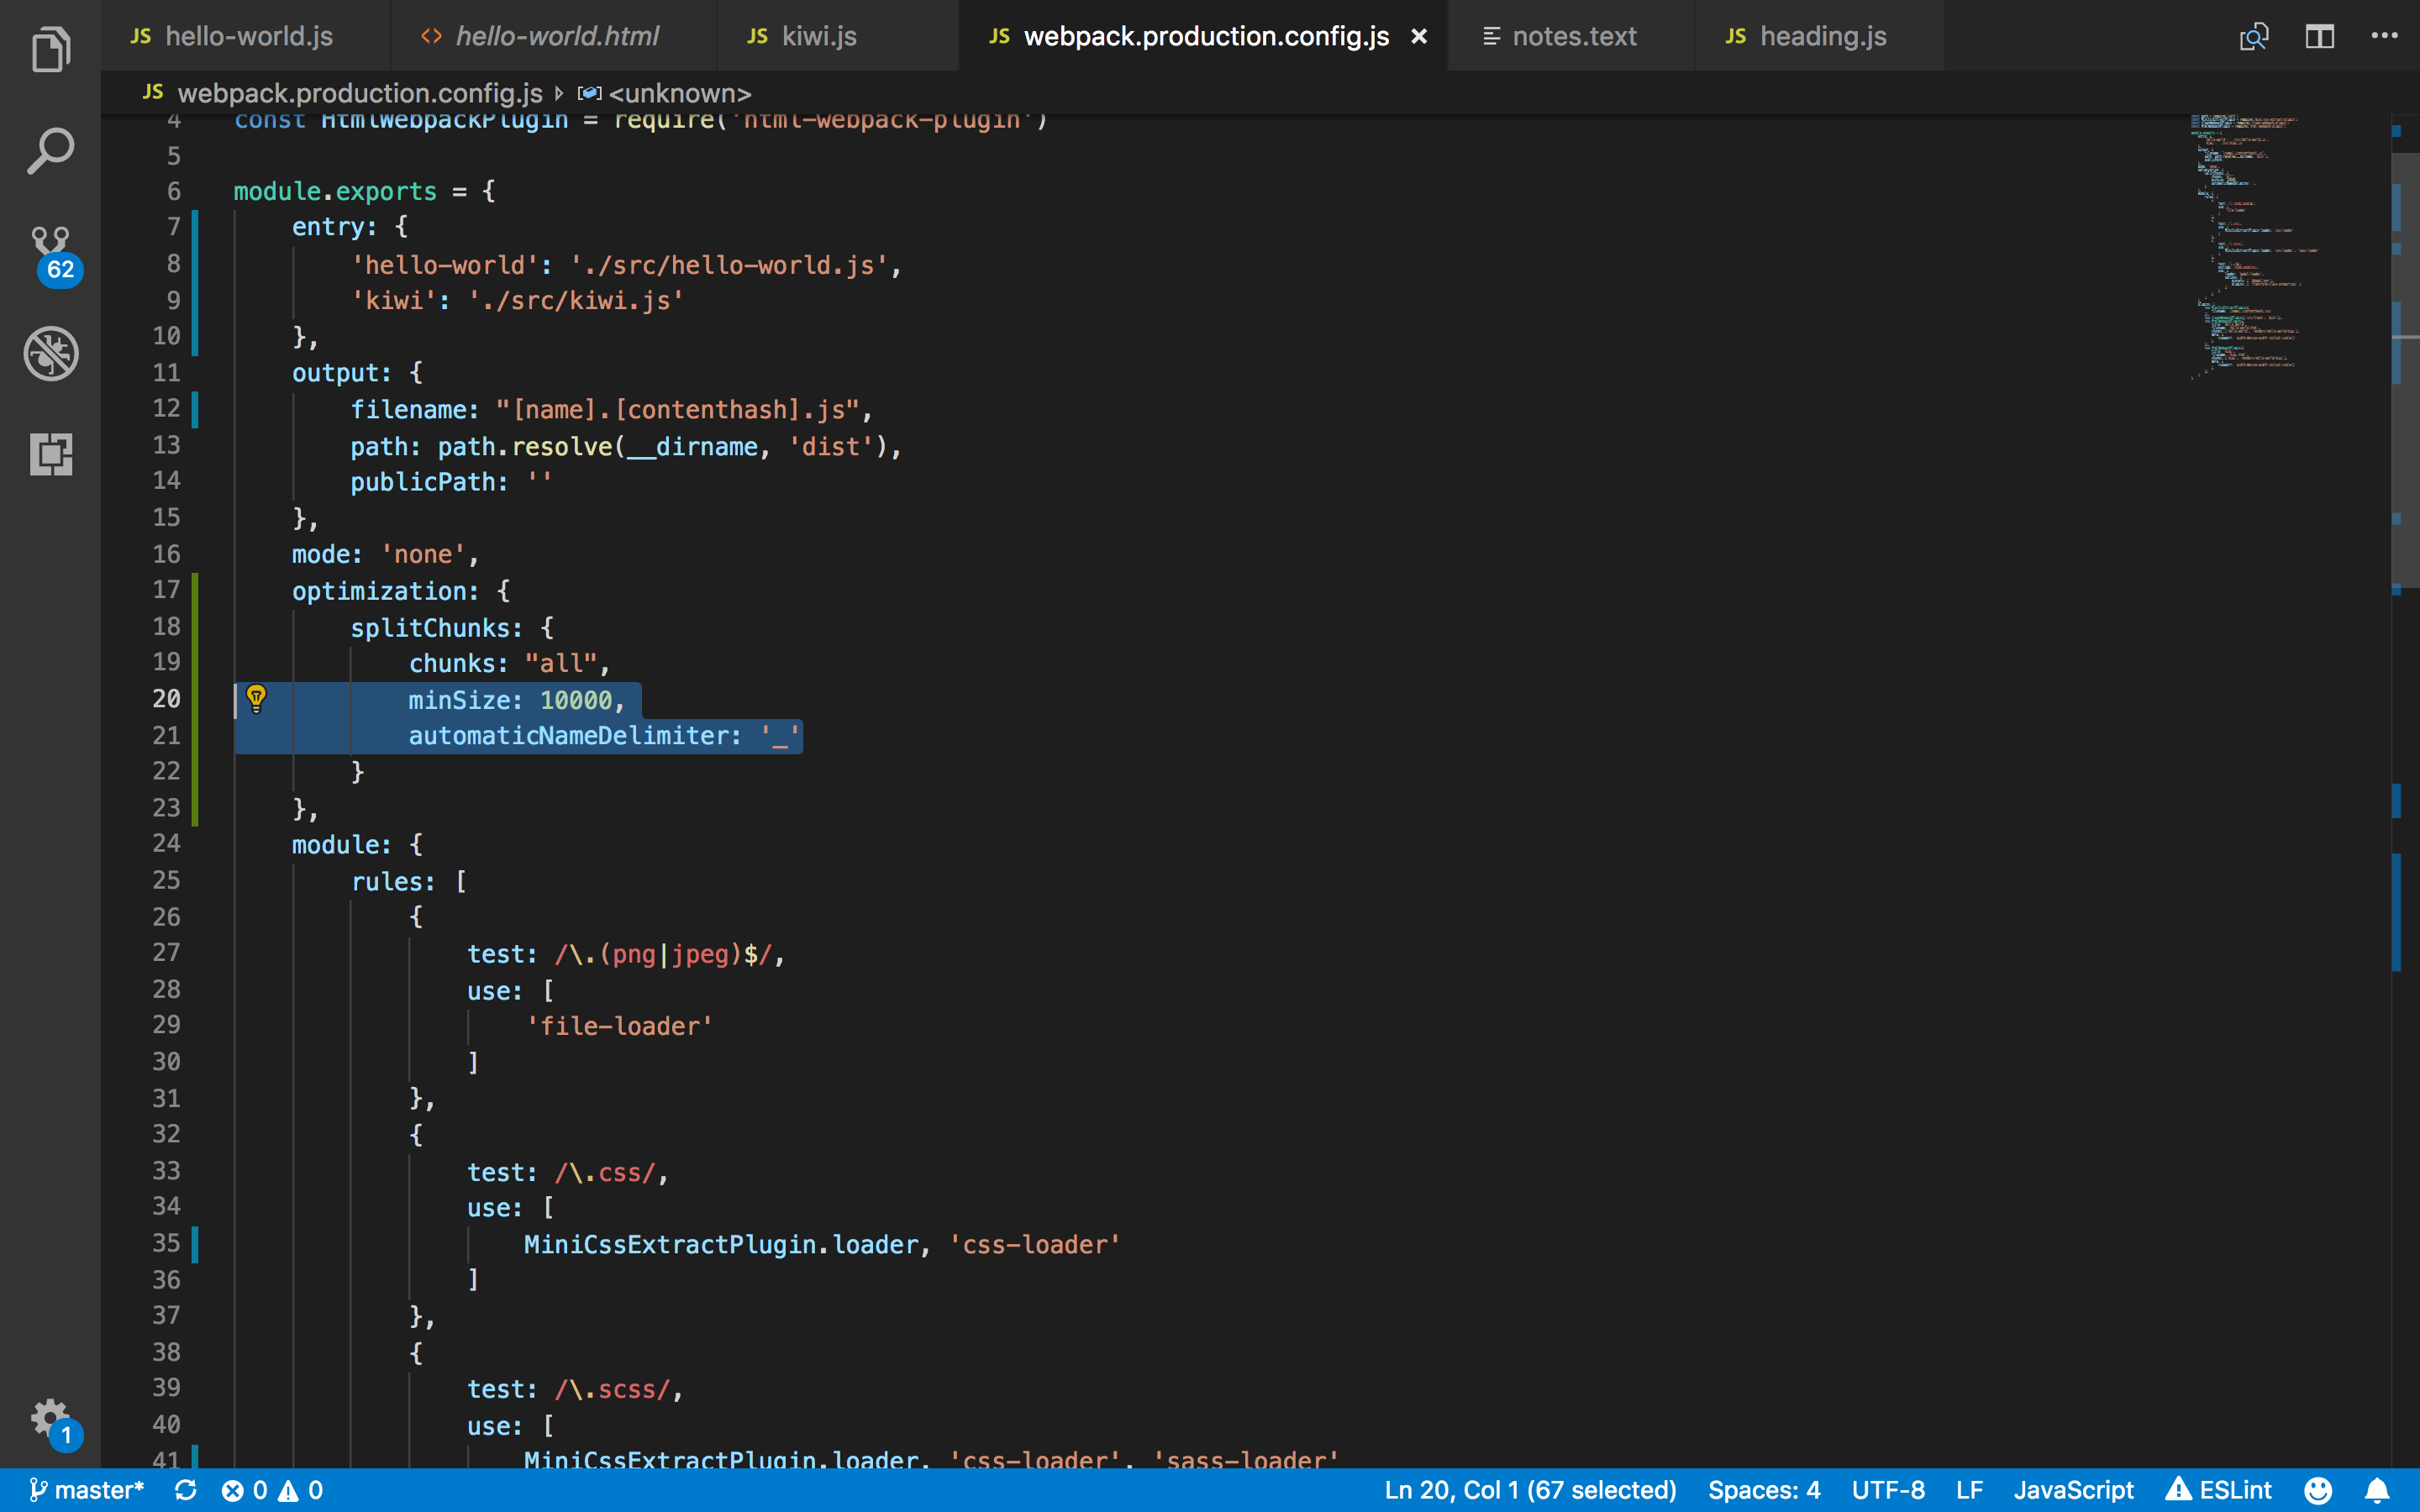 JS hello-world.js <> hello-world.html JS kiwi.js JS webpack.production.config.js × notes.text JS heading.js
JS webpack.production.config.js <unknown>
4 const HtmlWebpackPlugin = require('html-webpack-plugin')
5
6 module.exports = {
7 entry: {
8 'hello-world': './src/hello-world.js',
9 'kiwi': './src/kiwi.js'
10 },
11 output: {
12 filename: "[name].[contenthash].js",
13 path: path.resolve(__dirname, 'dist'),
14 publicPath: ''
15 },
16 mode: 'none',
17 optimization: {
18 splitChunks: {
19 chunks: "all",
20 minSize: 10000,
21 automaticNameDelimiter: '_'
22 }
23 },
24 module: {
25 rules: [
26 {
27 test: /\.(png|jpeg)$/,
28 use: [
29 'file-loader'
30 ]
31 },
32 {
33 test: /\.css/,
34 use: [
35 MiniCssExtractPlugin.loader, 'css-loader'
36 ]
37 },
38 {
39 test: /\.scss/,
40 use: [
41 MiniCssExtractPlugin.loader, 'css-loader', 'sass-loader'
62
1
master* 0 0 Ln 20, Col 1 (67 selected) Spaces: 4 UTF-8 LF JavaScript ESLint